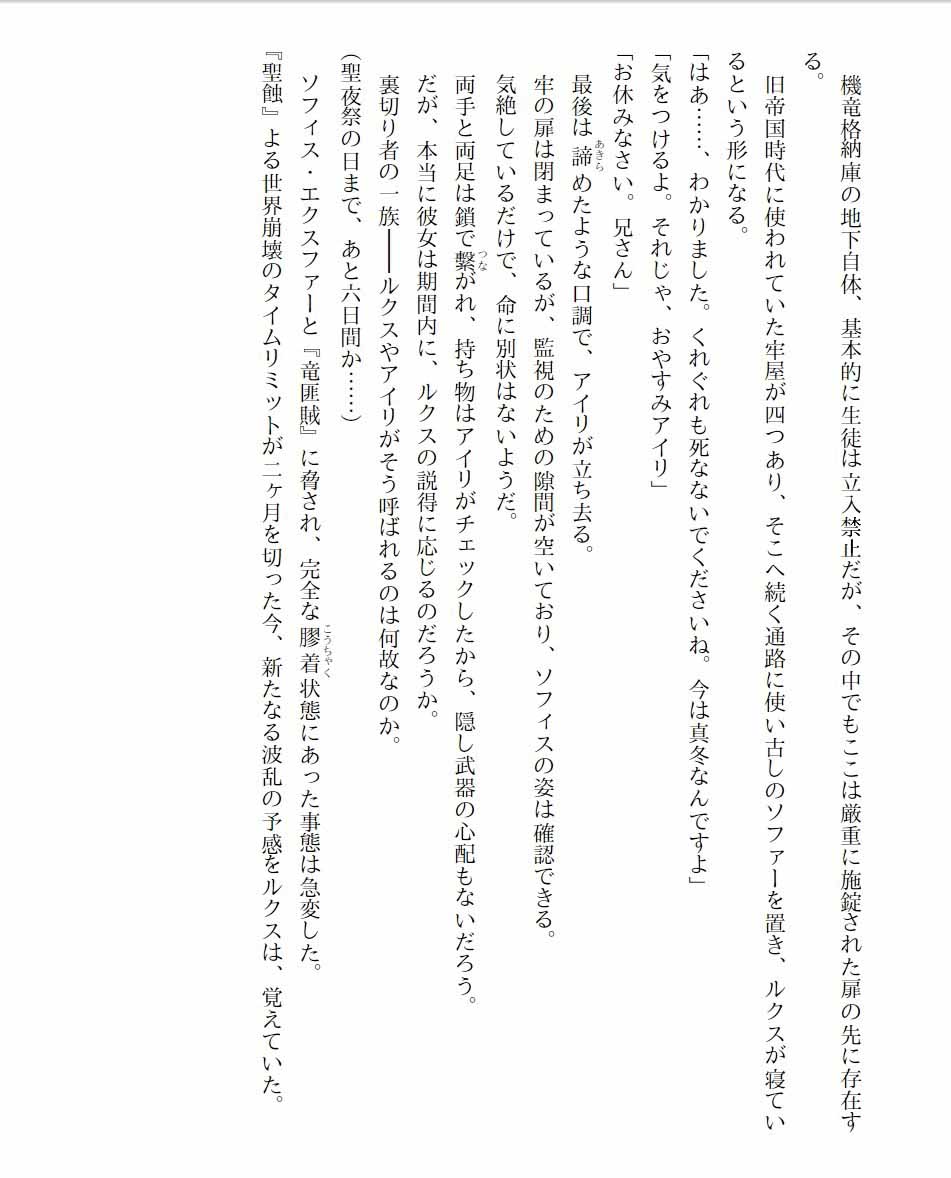 機竜格納庫の地下自体、基本的に生徒は立入禁止だが、その中でもここは厳重に施錠された扉の先に存在す
る。
旧帝国時代に使われていた牢屋が四つあり、そこへ続く通路に使い古しのソファーを置き、ルクスが寝てい
るという形になる。
「はあ……、わかりました。くれぐれも死なないでくださいね。今は真冬なんですよ」
「気をつけるよ。それじゃ、おやすみアイリ」
「お休みなさい。兄さん」
最後は諦あきらめたような口調で、アイリが立ち去る。
牢の扉は閉まっているが、監視のための隙間が空いており、ソフィスの姿は確認できる。
気絶しているだけで、命に別状はないようだ。
両手と両足は鎖で繋つながれ、持ち物はアイリがチェックしたから、隠し武器の心配もないだろう。
だが、本当に彼女は期間内に、ルクスの説得に応じるのだろうか。
裏切り者の一族――ルクスやアイリがそう呼ばれるのは何故なのか。
（聖夜祭の日まで、あと六日間か……）
ソフィス・エクスファーと『竜匪賊』に脅され、完全な膠着こうちゃく状態にあった事態は急変した。
『聖蝕』よる世界崩壊のタイムリミットが二ヶ月を切った今、新たなる波乱の予感をルクスは、覚えていた。